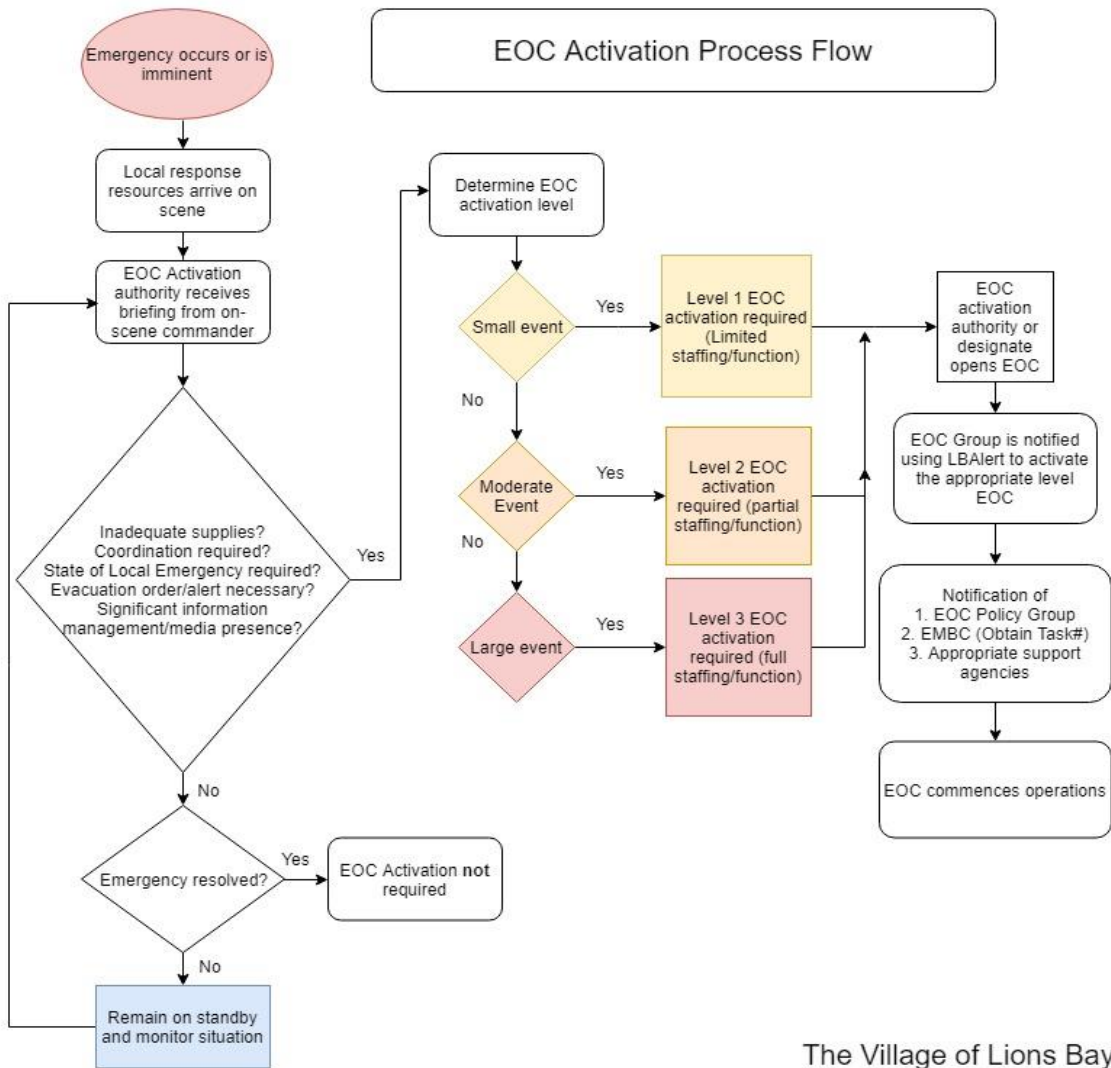 EOC Activation Process Flow
Emergency occurs or is
imminent
Local response
resources arrive on
scene
EOC Activation
authority receives
briefing from on-
scene commander
Inadequate supplies?
Coordination required?
State of Local Emergency required?
Evacuation order/alert necessary?
Significant information
management/media presence?
Yes
No
Emergency resolved?
Yes
EOC Activation not
required
No
Remain on standby
and monitor situation
Determine EOC
activation level
Small event
Yes
Level 1 EOC
activation required
(Limited
staffing/function)
No
Moderate
Event
Yes
Level 2 EOC
activation
required (partial
staffing/function)
No
Large event
Yes
Level 3 EOC
activation
required (full
staffing/function)
EOC
activation
authority or
designate
opens EOC
EOC Group is notified
using LBAlert to activate
the appropriate level
EOC
Notification of
1. EOC Policy Group
2. EMBC (Obtain Task#)
3. Appropriate support
agencies
EOC commences operations
The Village of Lions Bay